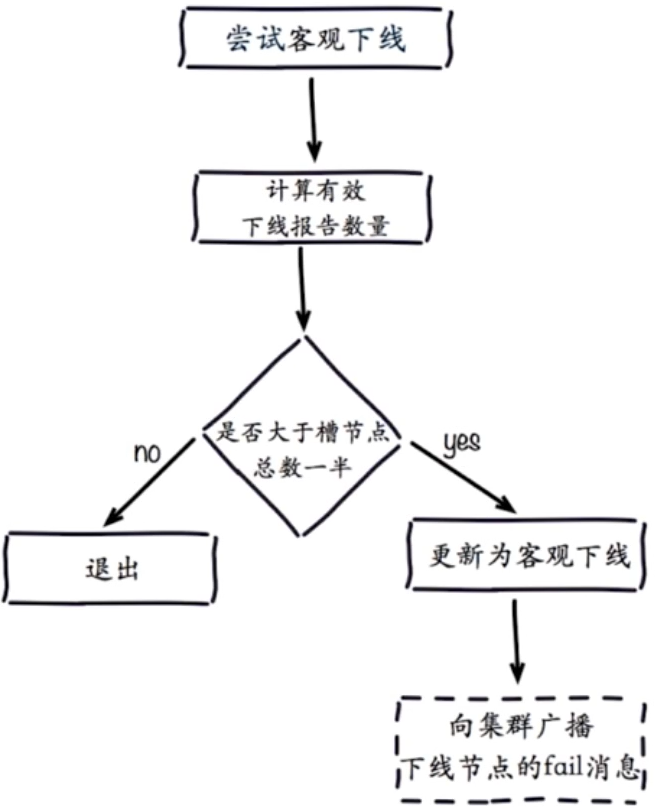 尝试客观下线
计算有效
下线报告数量
是否大于槽节点
总数一半
no
yes
退出
更新为客观下线
向集群广播
下线节点的fail消息